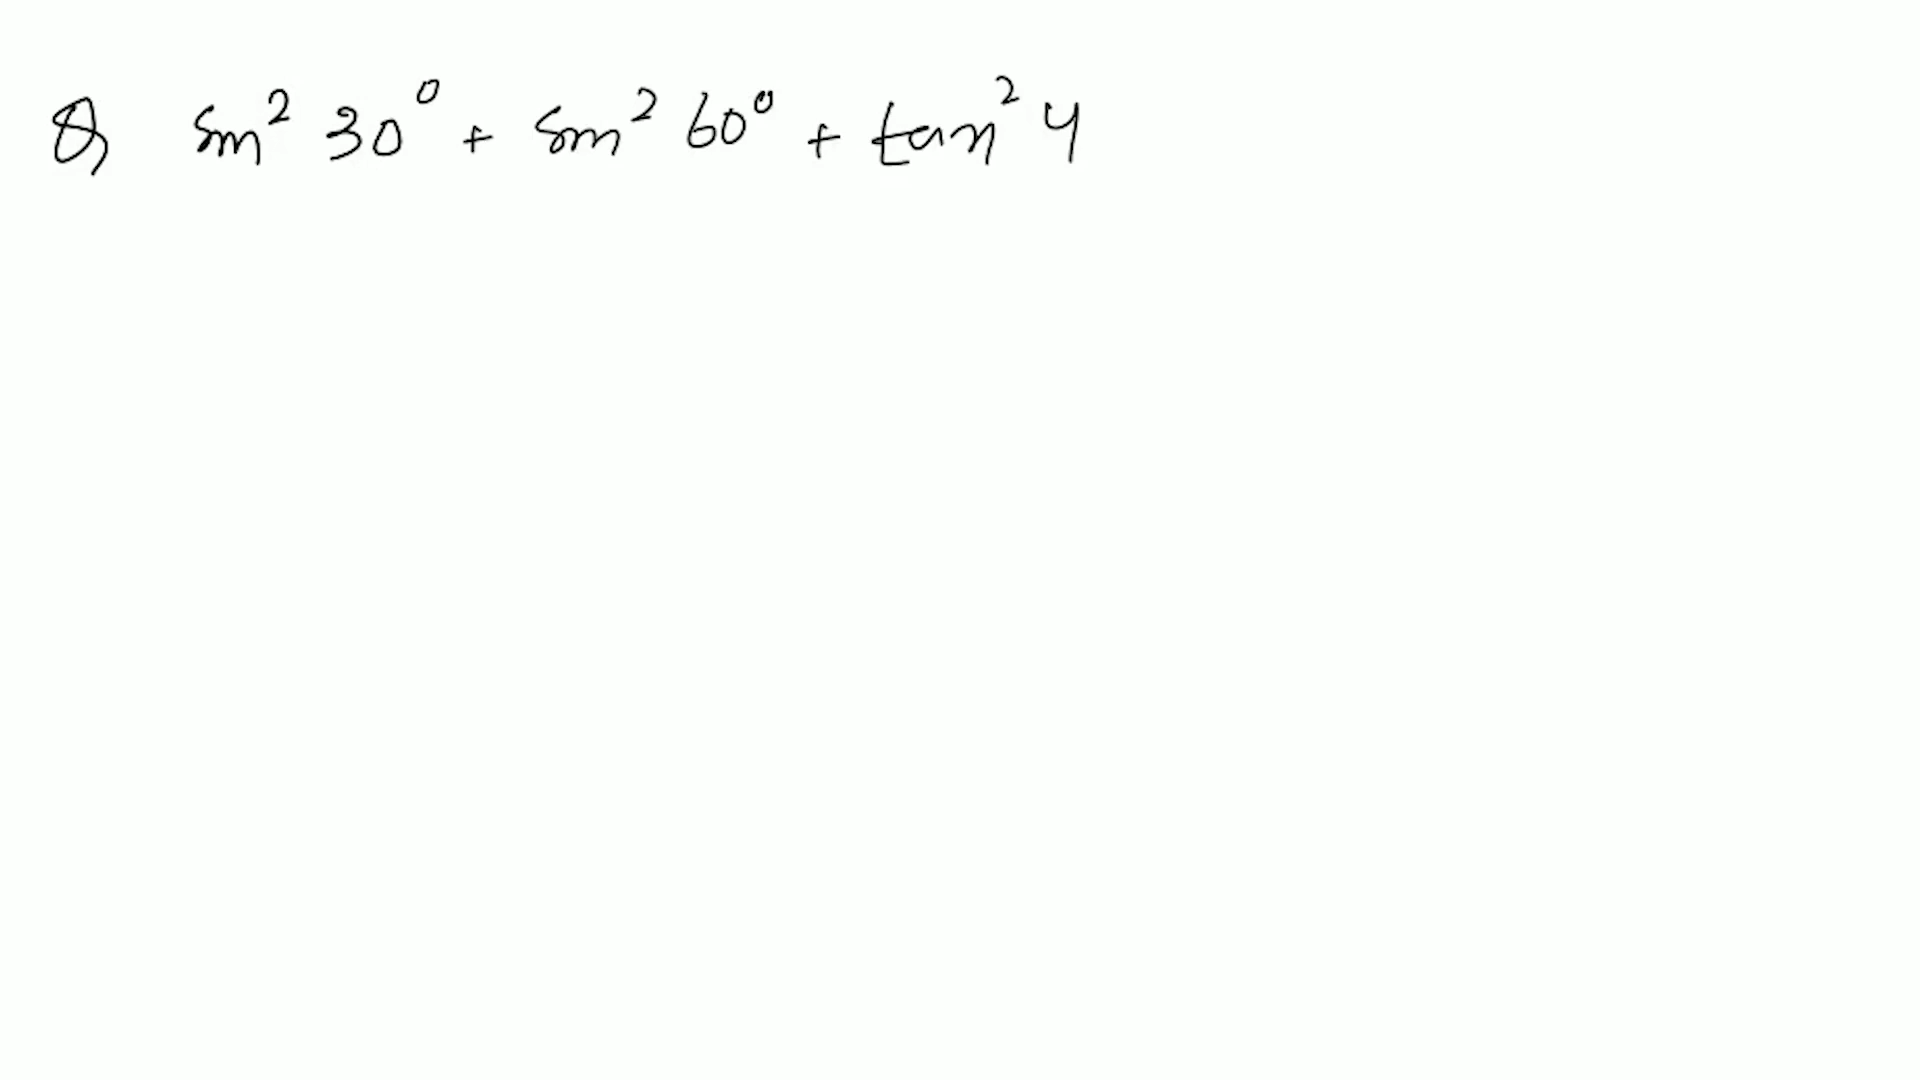 Q, sin² 30° + sin² 60° + tan² 4